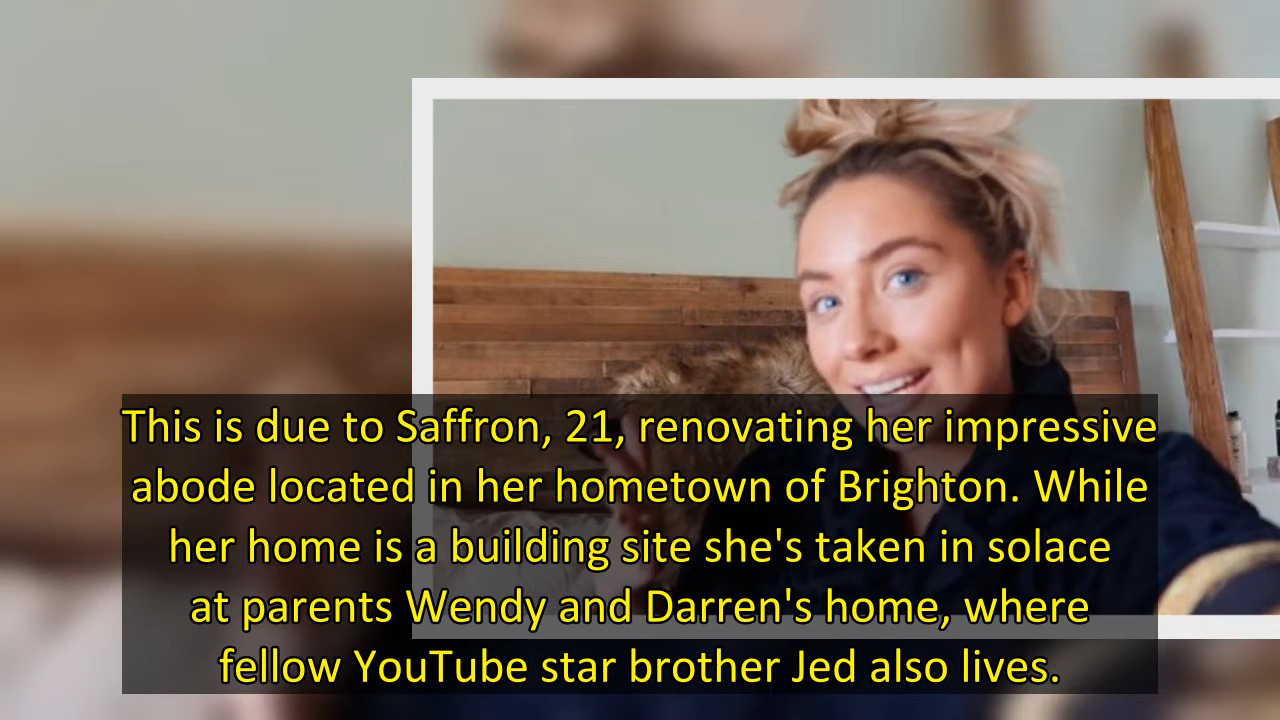 This is due to Saffron, 21, renovating her impressive
abode located in her hometown of Brighton. While
her home is a building site she's taken in solace
at parents Wendy and Darren's home, where
fellow YouTube star brother Jed also lives.